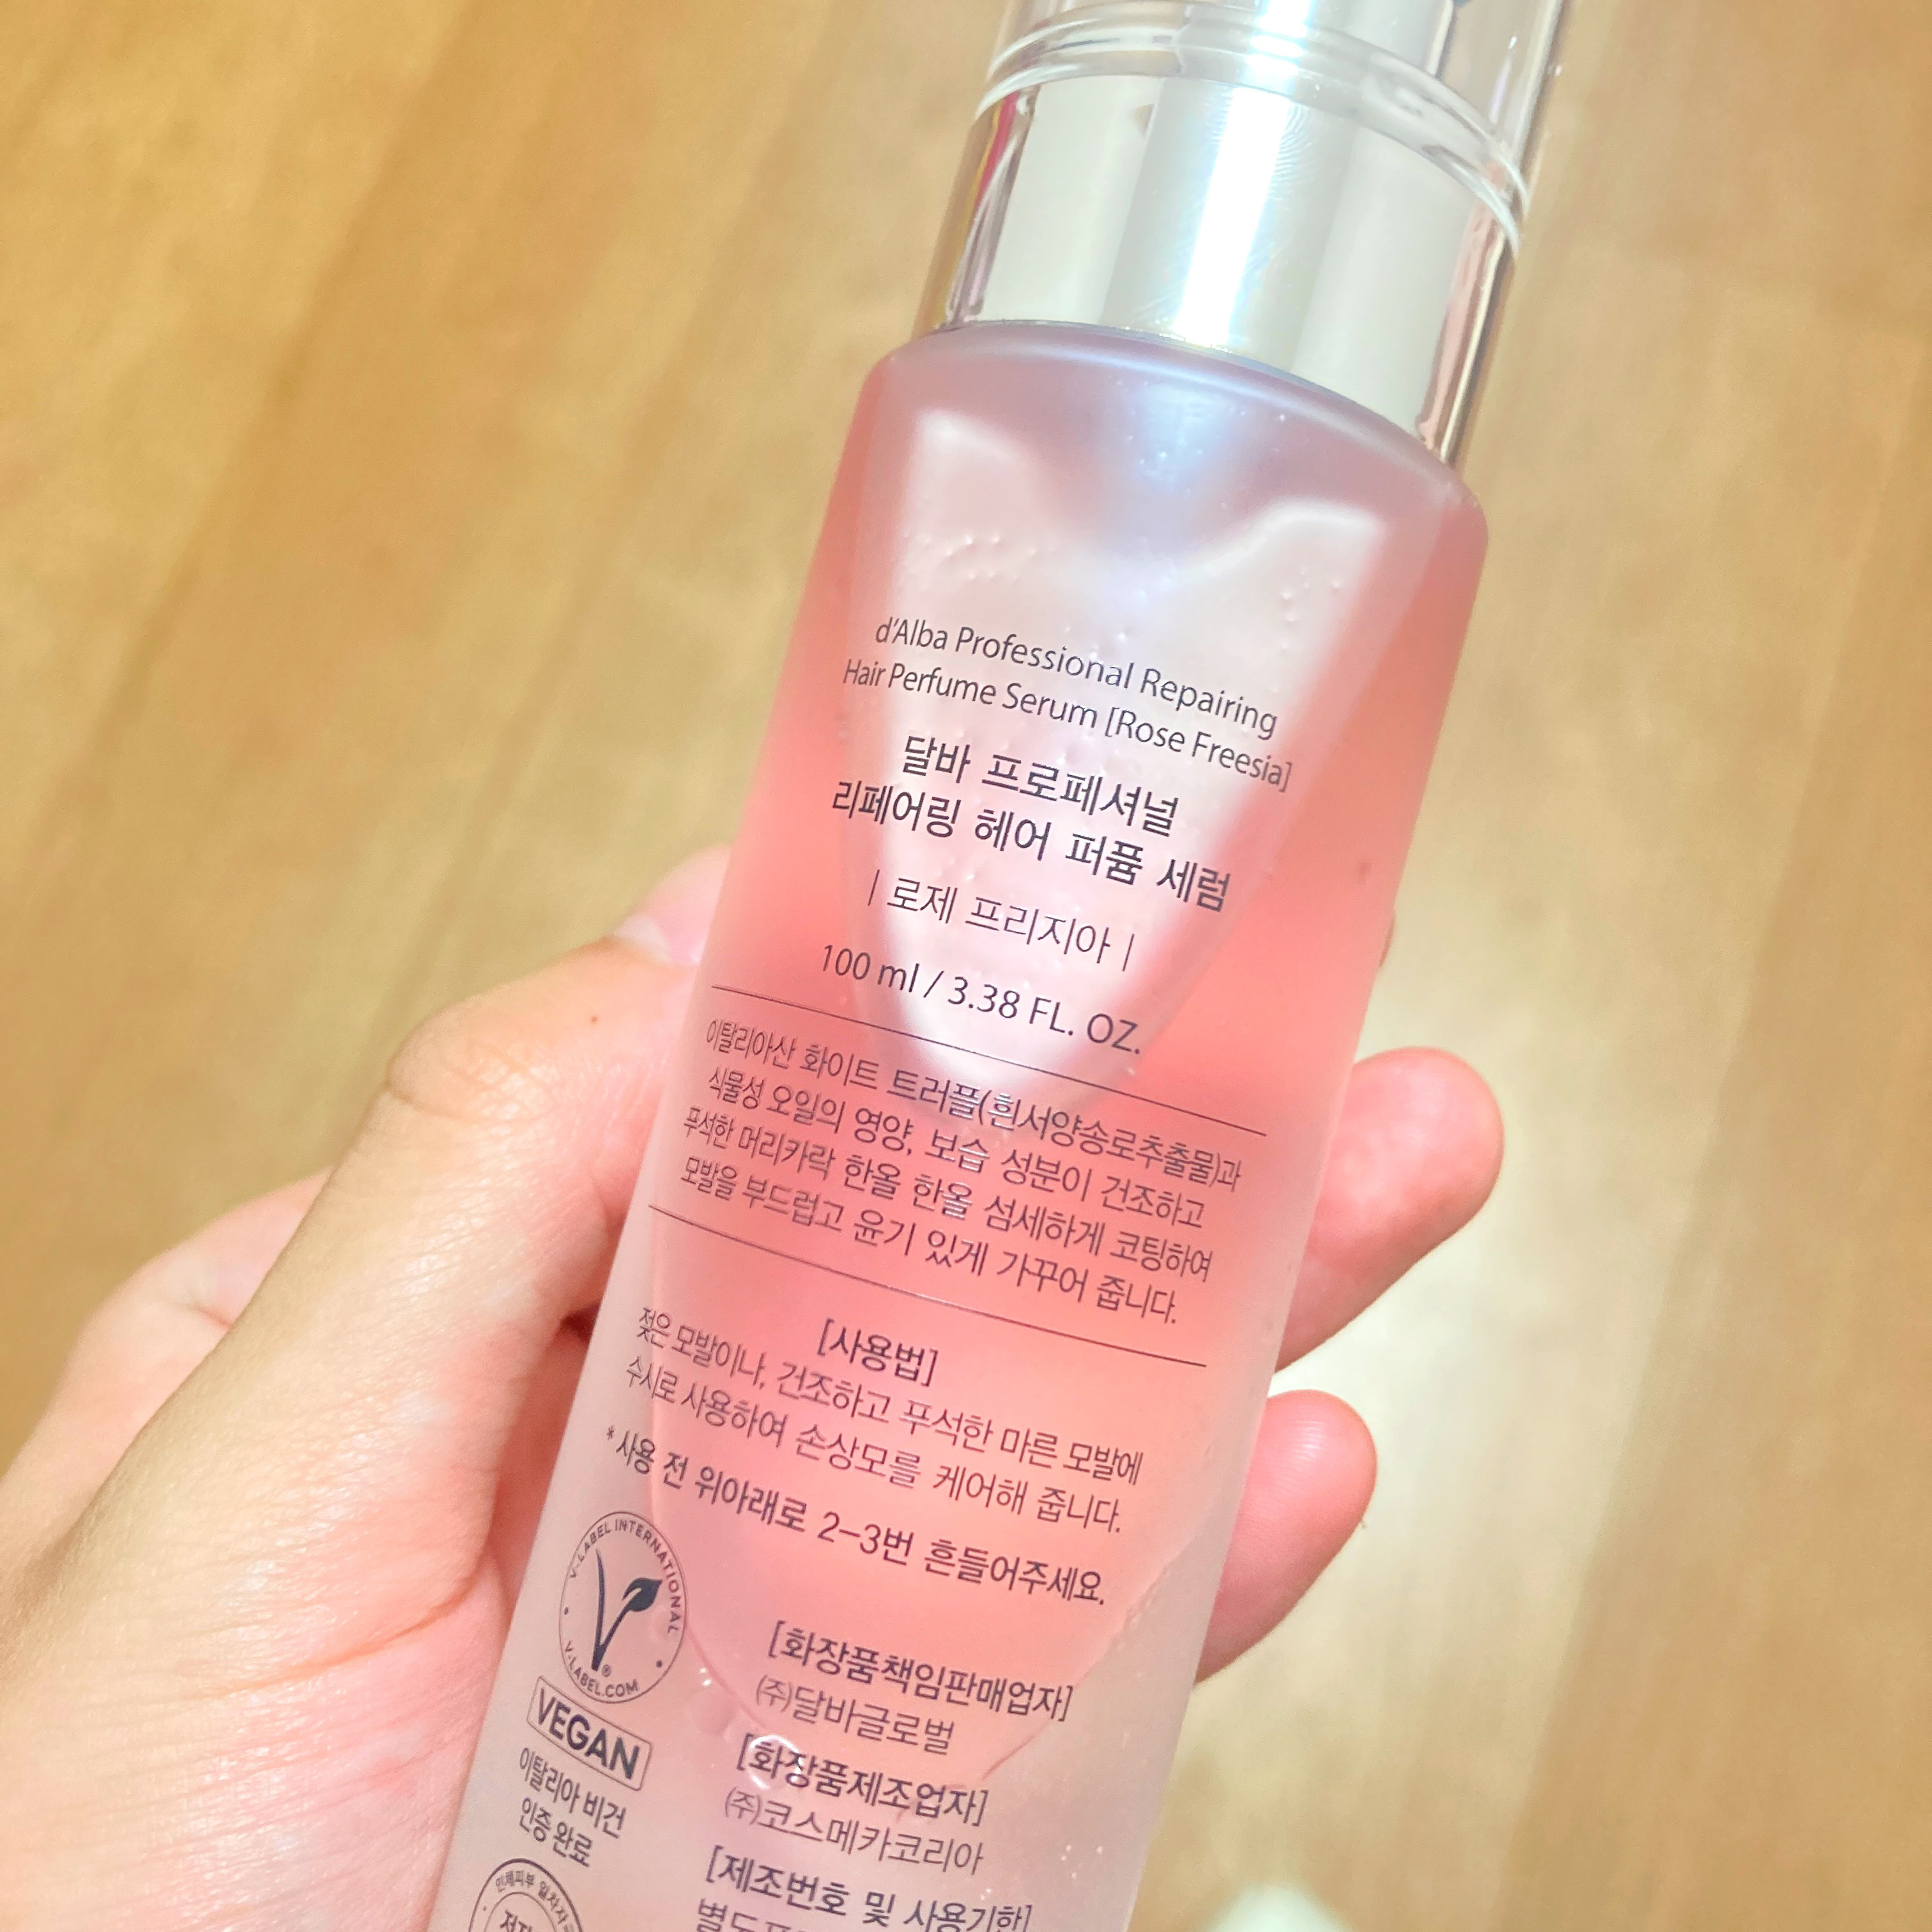 d'Alba Professional Repairing
Hair Perfume Serum [Rose Freesia]
달바 프로페셔널
리페어링 헤어 퍼퓸 세럼
| 로제 프리지아 |
100 ml / 3.38 FL. OZ.
이탈리아산 화이트 트러플(흰서양송로추출물)과
식물성 오일의 영양, 보습 성분이 건조하고
푸석한 머리카락 한올 한올 섬세하게 코팅하여
모발을 부드럽고 윤기 있게 가꾸어 줍니다.
[사용법]
젖은 모발이나, 건조하고 푸석한 마른 모발에
수시로 사용하여 손상모를 케어해 줍니다.
* 사용 전 위아래로 2-3번 흔들어주세요.
V-LABEL INTERNATIONAL
V-LABEL.COM
®
VEGAN
이탈리아 비건
인증 완료
[화장품책임판매업자]
(주)달바글로벌
[화장품제조업자]
(주)코스메카코리아
[제조번호 및 사용기한]
인체피부 일차자극